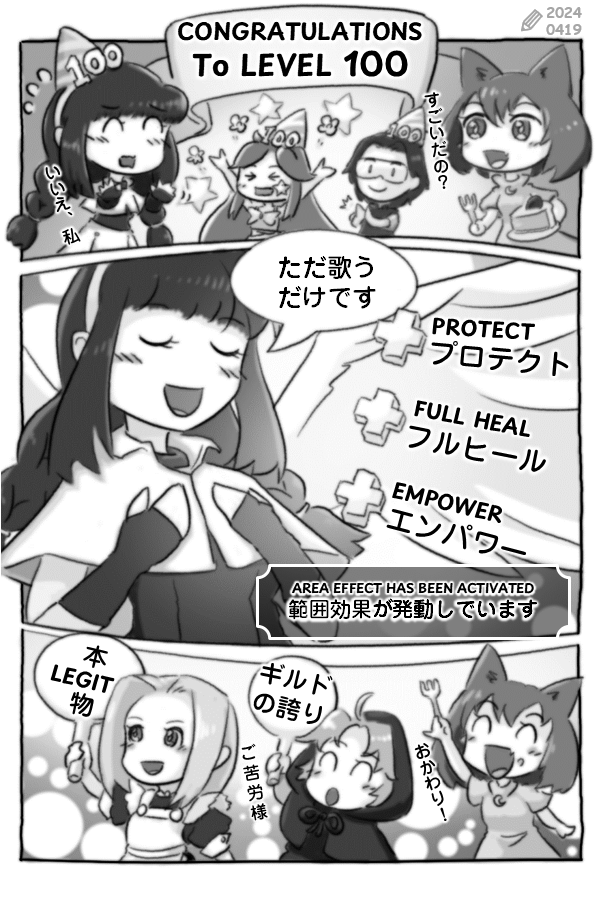 2024
0419
CONGRATULATIONS
To LEVEL 100
100
100
100
すごいだの？
いいえ、私
ただ歌う
だけです
PROTECT
プロテクト
FULL HEAL
フルヒール
EMPOWER
エンパワー
AREA EFFECT HAS BEEN ACTIVATED
範囲効果が発動しています
本
LEGIT
物
ギルド
の誇り
ご苦労様
おかわり！